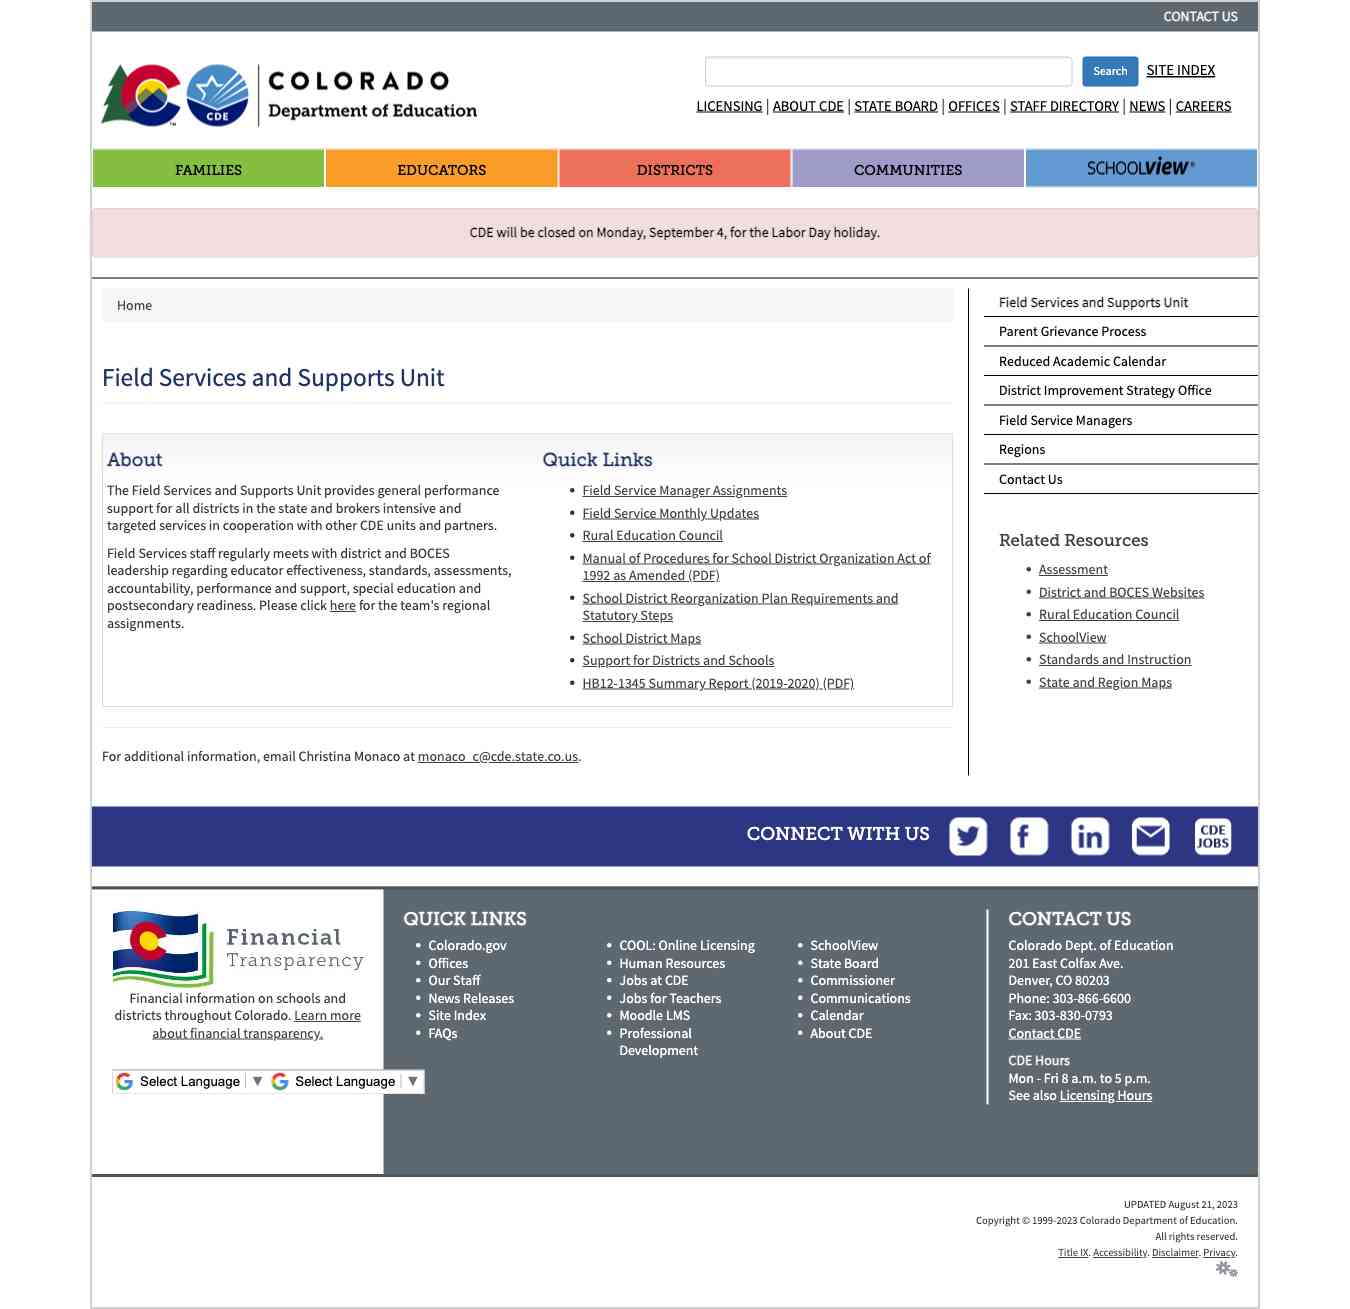 CONTACT US
CDE
™
COLORADO
Department of Education
Search
SITE INDEX
LICENSING | ABOUT CDE | STATE BOARD | OFFICES | STAFF DIRECTORY | NEWS | CAREERS
FAMILIES
EDUCATORS
DISTRICTS
COMMUNITIES
SCHOOLview®
CDE will be closed on Monday, September 4, for the Labor Day holiday.
Home
Field Services and Supports Unit
About
The Field Services and Supports Unit provides general performance
support for all districts in the state and brokers intensive and
targeted services in cooperation with other CDE units and partners.
Field Services staff regularly meets with district and BOCES
leadership regarding educator effectiveness, standards, assessments,
accountability, performance and support, special education and
postsecondary readiness. Please click here for the team's regional
assignments.
Quick Links
• Field Service Manager Assignments
• Field Service Monthly Updates
• Rural Education Council
• Manual of Procedures for School District Organization Act of
1992 as Amended (PDF)
• School District Reorganization Plan Requirements and
Statutory Steps
• School District Maps
• Support for Districts and Schools
• HB12-1345 Summary Report (2019-2020) (PDF)
For additional information, email Christina Monaco at monaco_c@cde.state.co.us.
Field Services and Supports Unit
Parent Grievance Process
Reduced Academic Calendar
District Improvement Strategy Office
Field Service Managers
Regions
Contact Us
Related Resources
• Assessment
• District and BOCES Websites
• Rural Education Council
• SchoolView
• Standards and Instruction
• State and Region Maps
CONNECT WITH US
CDE
JOBS
Financial
Transparency
Financial information on schools and
districts throughout Colorado. Learn more
about financial transparency.
Select Language ▼
Select Language ▼
QUICK LINKS
• Colorado.gov
• Offices
• Our Staff
• News Releases
• Site Index
• FAQs
• COOL: Online Licensing
• Human Resources
• Jobs at CDE
• Jobs for Teachers
• Moodle LMS
• Professional
Development
• SchoolView
• State Board
• Commissioner
• Communications
• Calendar
• About CDE
CONTACT US
Colorado Dept. of Education
201 East Colfax Ave.
Denver, CO 80203
Phone: 303-866-6600
Fax: 303-830-0793
Contact CDE
CDE Hours
Mon - Fri 8 a.m. to 5 p.m.
See also Licensing Hours
UPDATED August 21, 2023
Copyright © 1999-2023 Colorado Department of Education.
All rights reserved.
Title IX. Accessibility. Disclaimer. Privacy.